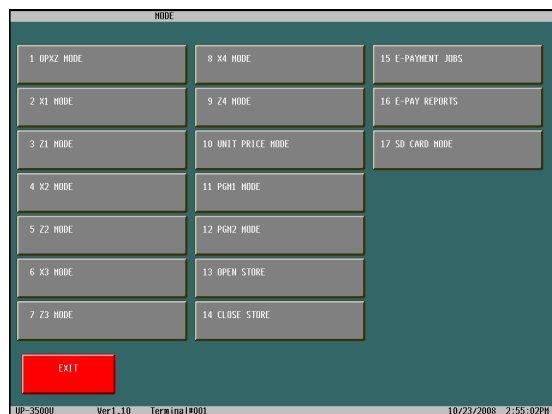 MODE
1 OPXZ MODE
2 X1 MODE
3 Z1 MODE
4 X2 MODE
5 Z2 MODE
6 X3 MODE
7 Z3 MODE
8 X4 MODE
9 Z4 MODE
10 UNIT PRICE MODE
11 PGM1 MODE
12 PGM2 MODE
13 OPEN STORE
14 CLOSE STORE
15 E-PAYMENT JOBS
16 E-PAY REPORTS
17 SD CARD MODE
EXIT
UP-3500U Ver1.10 Terminal#001 10/23/2008 2:55:02PM